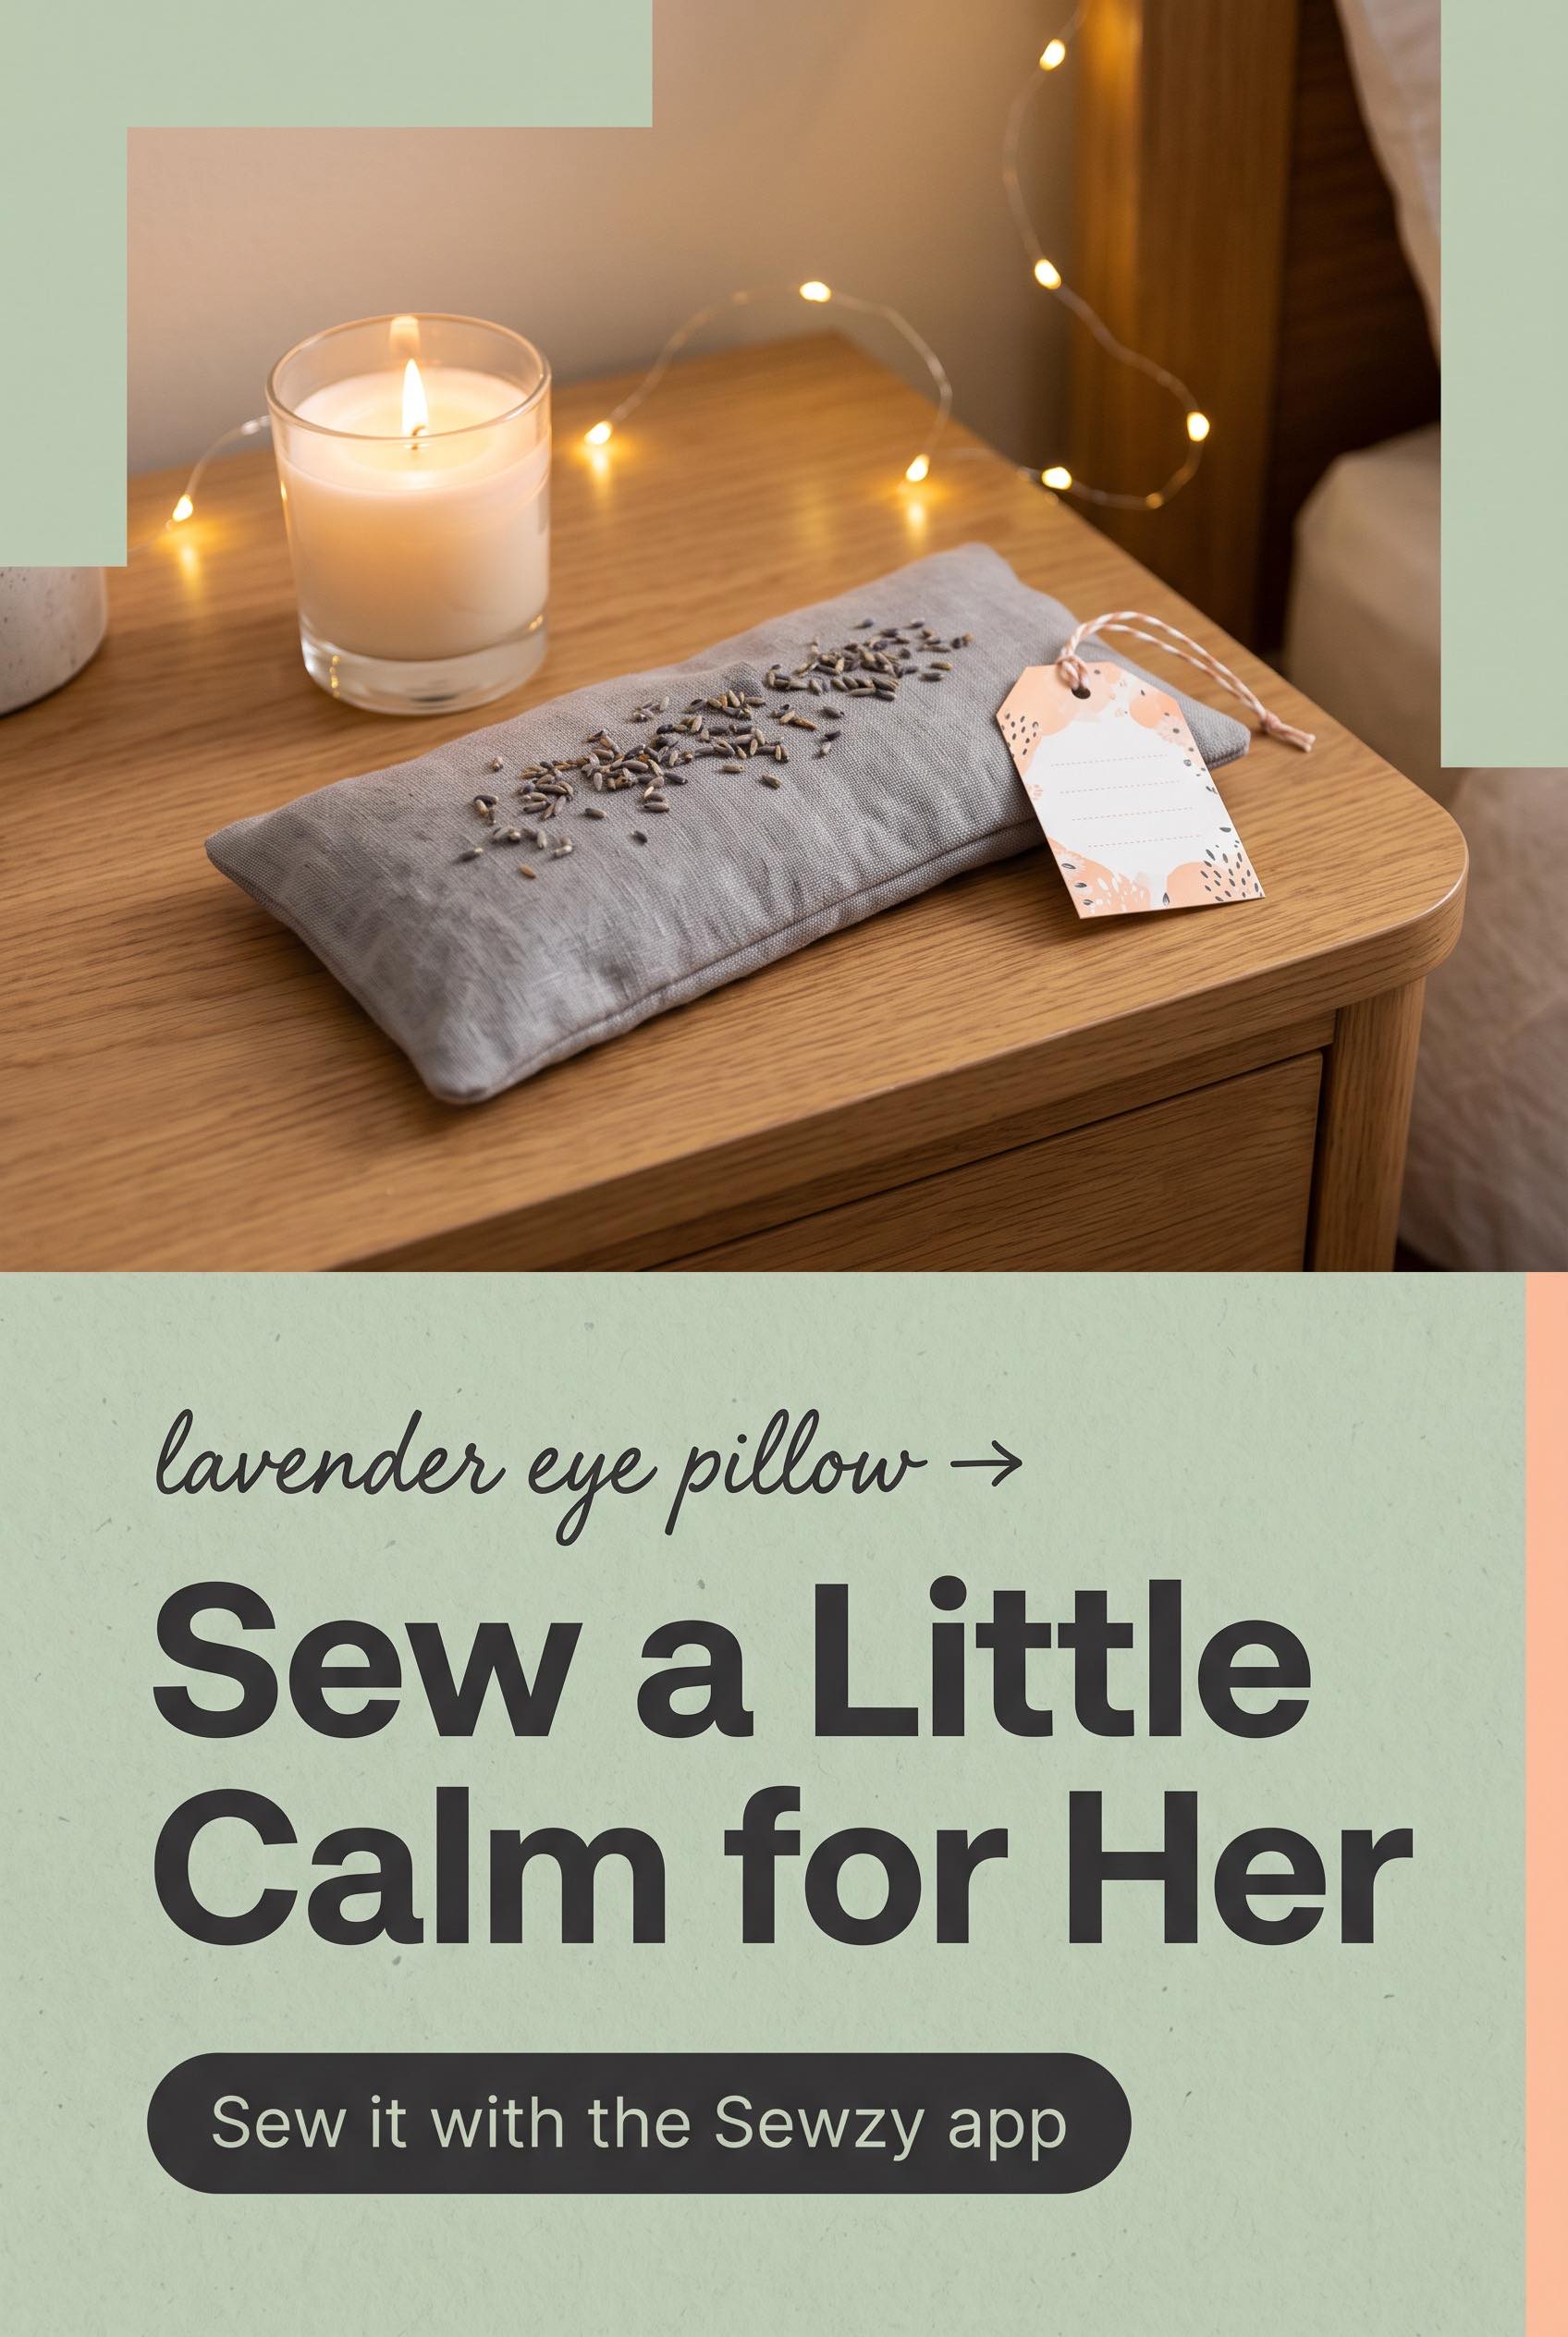 lavender eye pillow →
Sew a Little
Calm for Her
Sew it with the Sewzy app